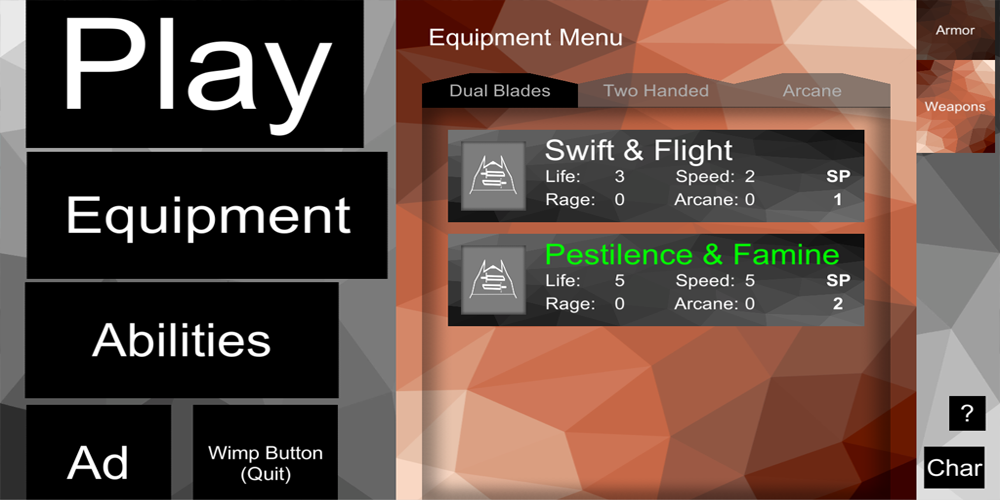 Play
Equipment
Abilities
Ad
Wimp Button
(Quit)
Equipment Menu
Dual Blades
Two Handed
Arcane
Swift & Flight
Life: 3 Speed: 2 SP
Rage: 0 Arcane: 0 1
Pestilence & Famine
Life: 5 Speed: 5 SP
Rage: 0 Arcane: 0 2
Armor
Weapons
?
Char